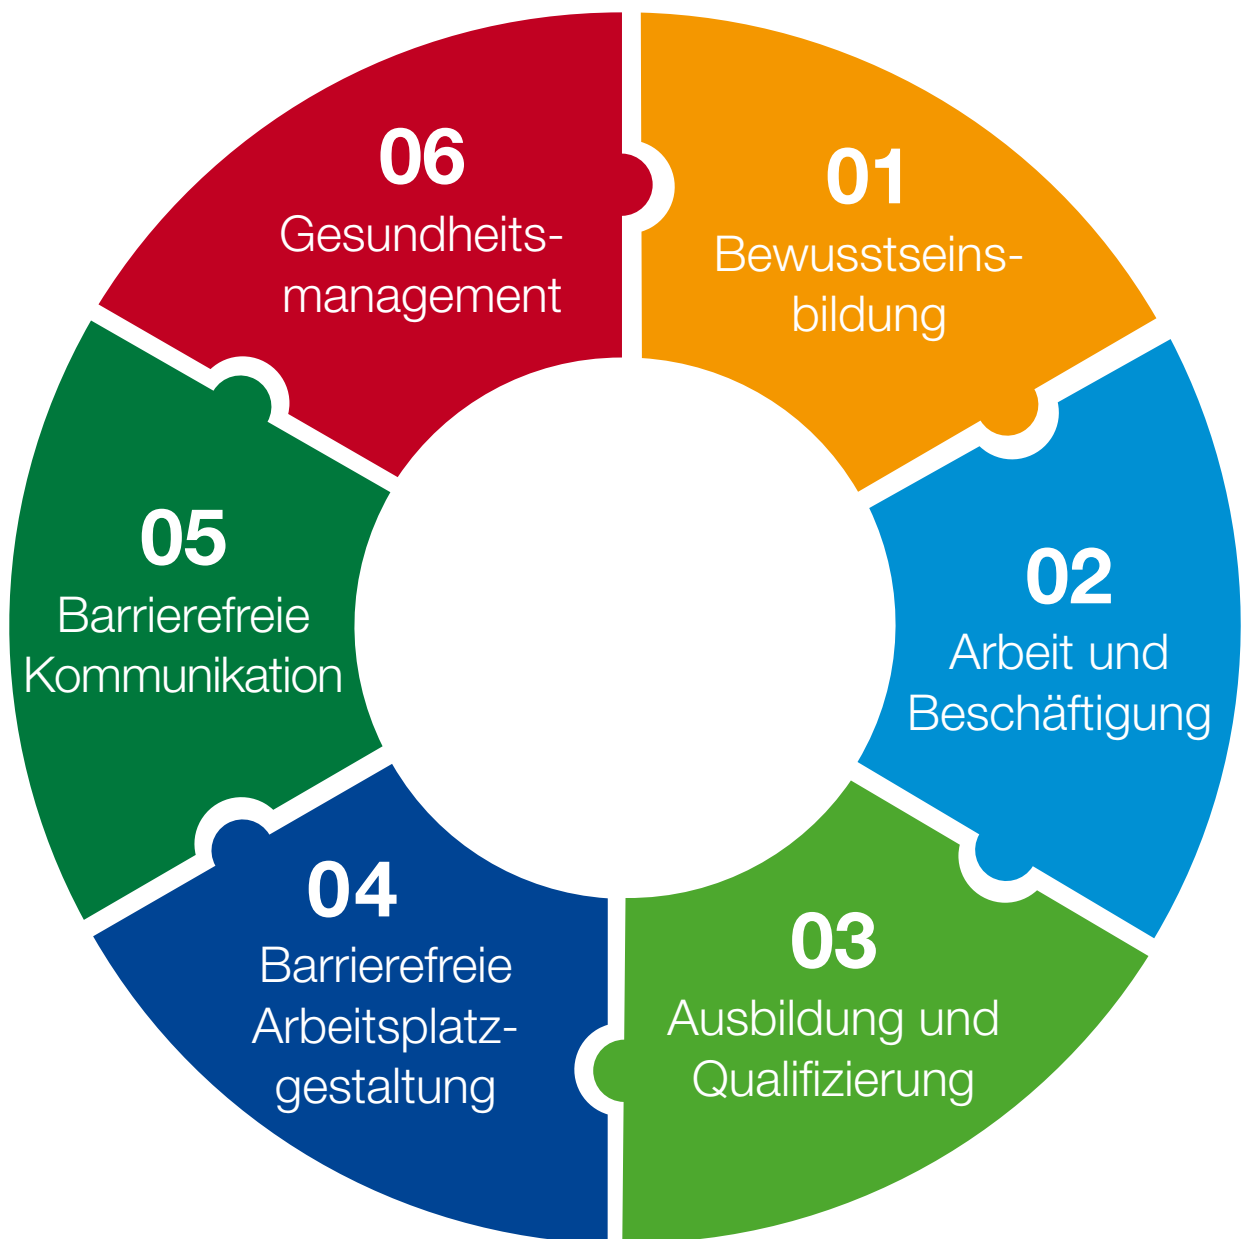 01
Bewusstseins-
bildung
02
Arbeit und
Beschäftigung
03
Ausbildung und
Qualifizierung
04
Barrierefreie
Arbeitsplatz-
gestaltung
05
Barrierefreie
Kommunikation
06
Gesundheits-
management